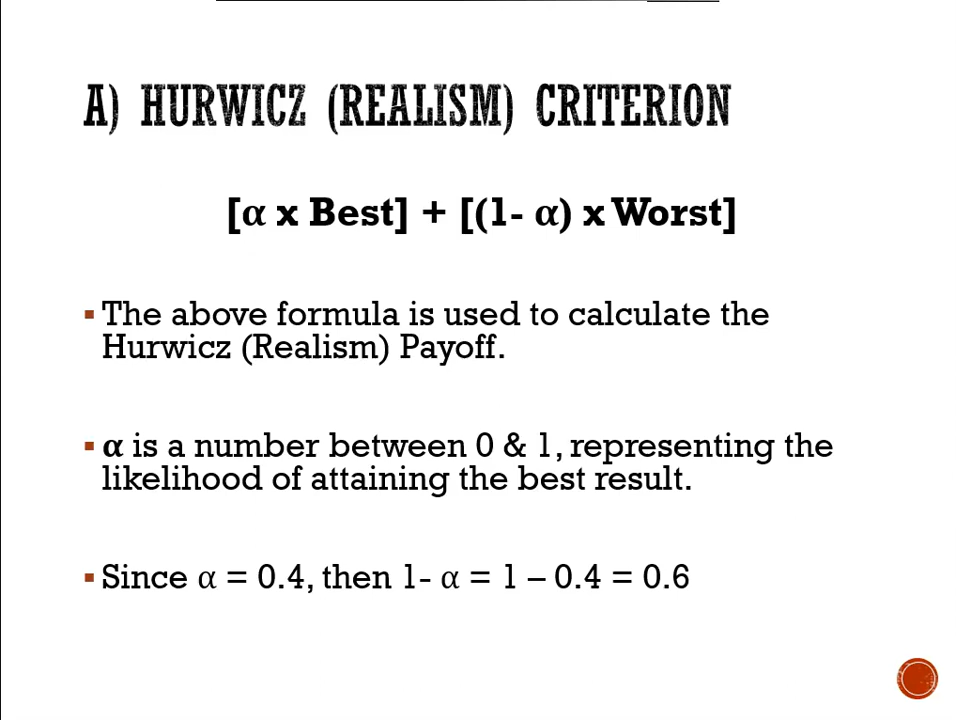 A) HURWICZ (REALISM) CRITERION
[α x Best] + [(1- α) x Worst]
▪ The above formula is used to calculate the
Hurwicz (Realism) Payoff.
▪ α is a number between 0 & 1, representing the
likelihood of attaining the best result.
▪ Since α = 0.4, then 1- α = 1 – 0.4 = 0.6